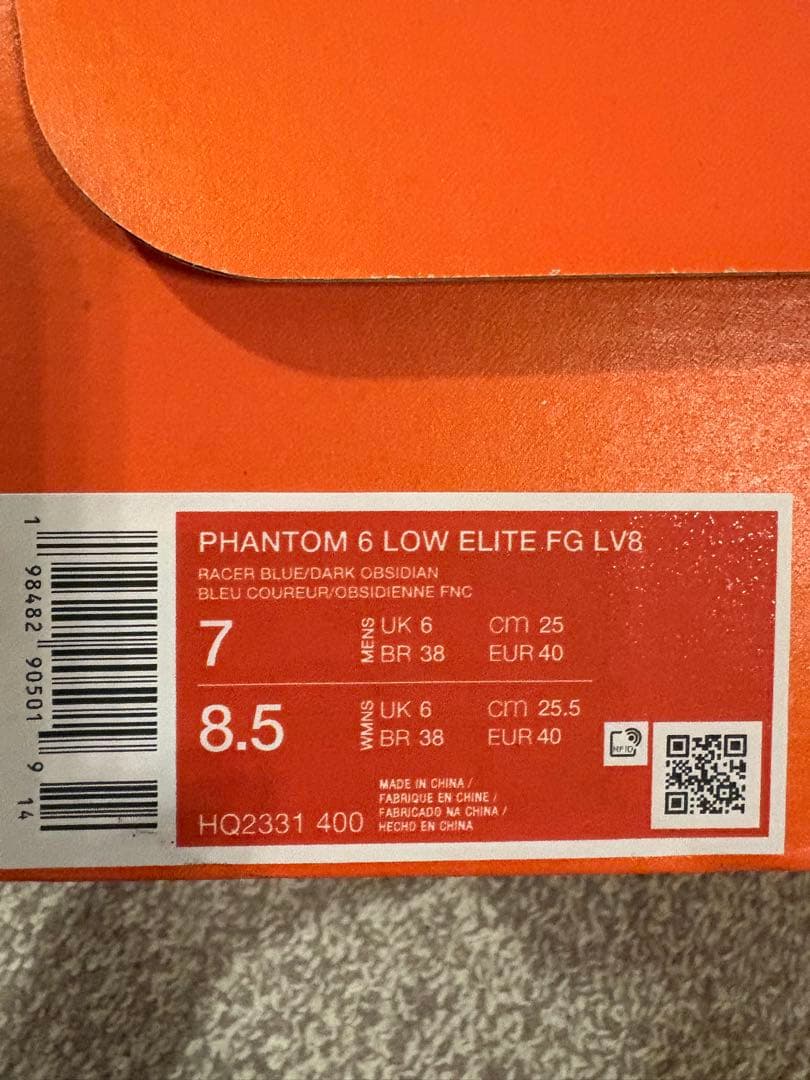 1 98482 90501 9 14
PHANTOM 6 LOW ELITE FG LV8
RACER BLUE/DARK OBSIDIAN
BLEU COUREUR/OBSIDIENNE FNC
7 MENS UK 6 cm 25
BR 38 EUR 40
8.5 WMNS UK 6 cm 25.5
BR 38 EUR 40
RFID
MADE IN CHINA /
FABRIQUE EN CHINE /
FABRICADO NA CHINA /
HQ2331 400 HECHO EN CHINA